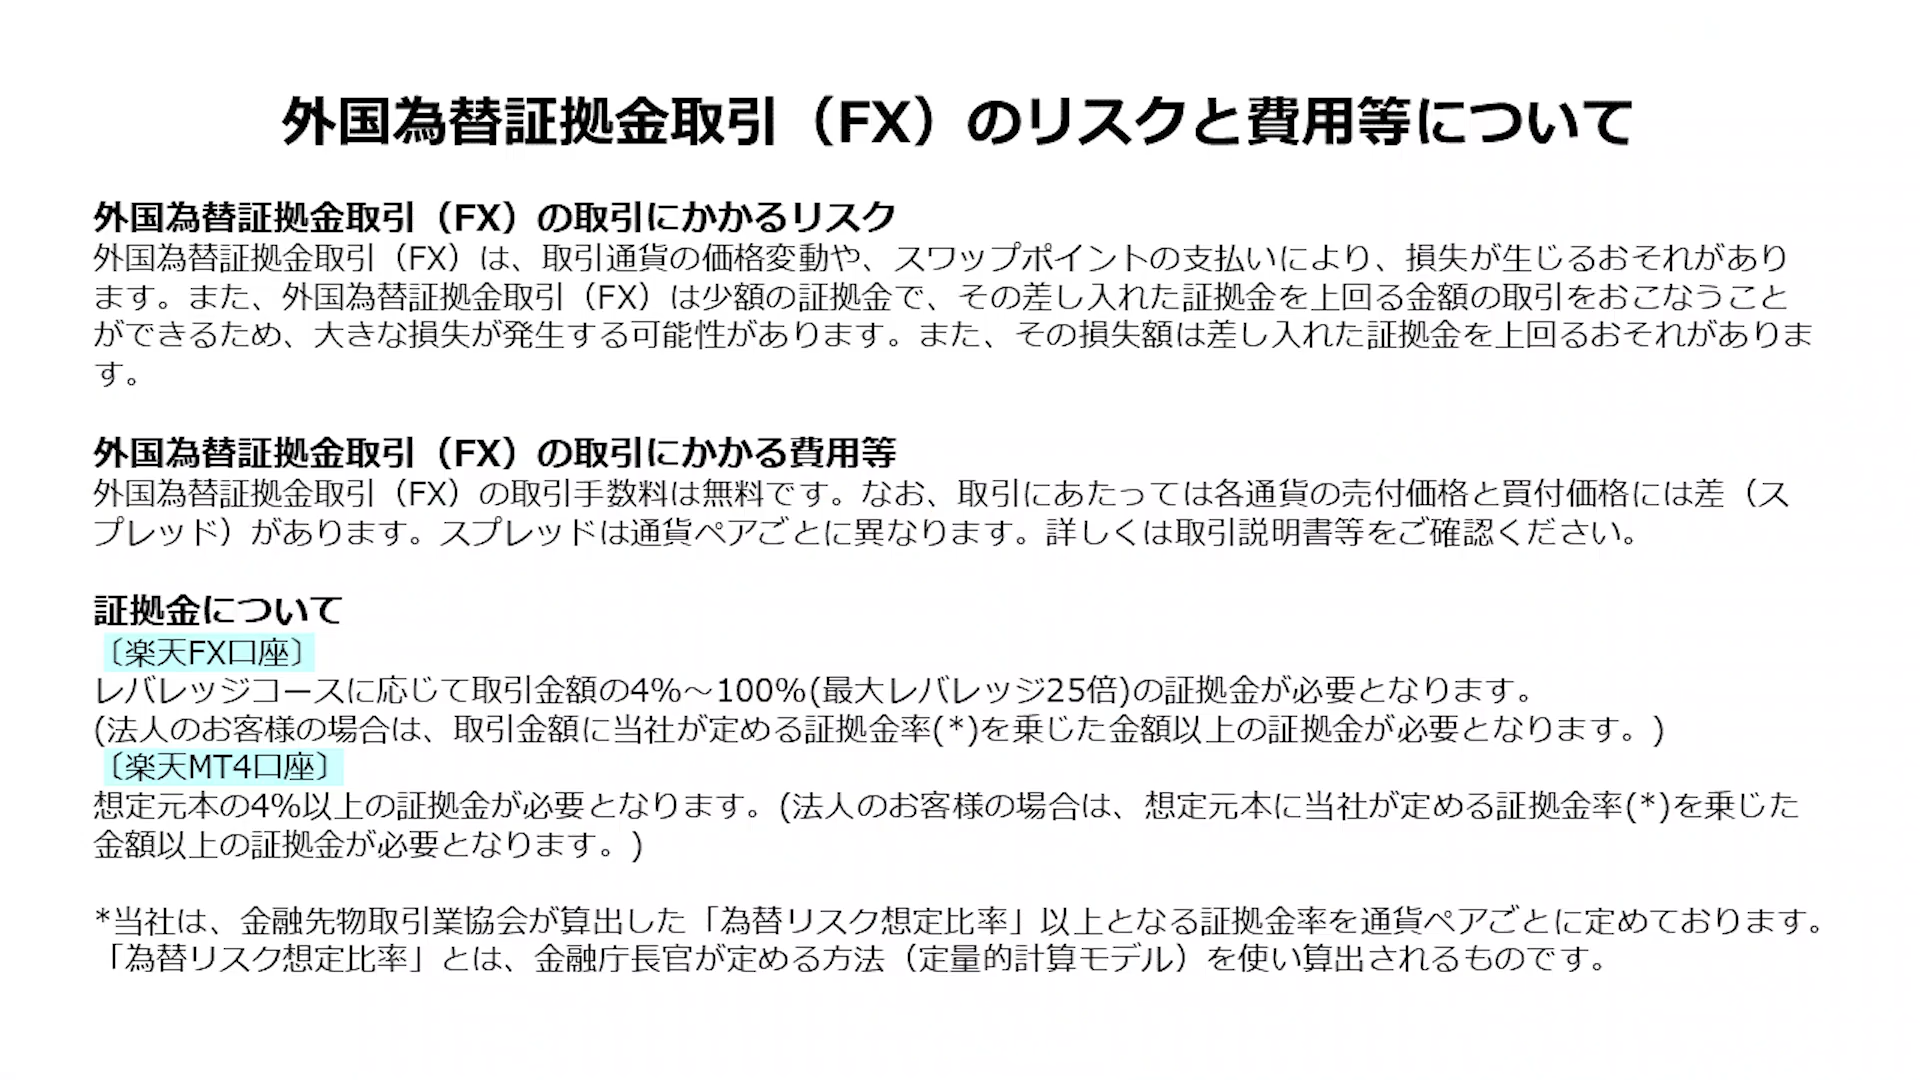 外国為替証拠金取引（FX）のリスクと費用等について
外国為替証拠金取引（FX）の取引にかかるリスク
外国為替証拠金取引（FX）は、取引通貨の価格変動や、スワップポイントの支払いにより、損失が生じるおそれがあり
ます。また、外国為替証拠金取引（FX）は少額の証拠金で、その差し入れた証拠金を上回る金額の取引をおこなうこと
ができるため、大きな損失が発生する可能性があります。また、その損失額は差し入れた証拠金を上回るおそれがありま
す。
外国為替証拠金取引（FX）の取引にかかる費用等
外国為替証拠金取引（FX）の取引手数料は無料です。なお、取引にあたっては各通貨の売付価格と買付価格には差（ス
プレッド）があります。スプレッドは通貨ペアごとに異なります。詳しくは取引説明書等をご確認ください。
証拠金について
〔楽天FX口座〕
レバレッジコースに応じて取引金額の4%～100%(最大レバレッジ25倍)の証拠金が必要となります。
(法人のお客様の場合は、取引金額に当社が定める証拠金率(*)を乗じた金額以上の証拠金が必要となります。)
〔楽天MT4口座〕
想定元本の4%以上の証拠金が必要となります。(法人のお客様の場合は、想定元本に当社が定める証拠金率(*)を乗じた
金額以上の証拠金が必要となります。)
*当社は、金融先物取引業協会が算出した「為替リスク想定比率」以上となる証拠金率を通貨ペアごとに定めております。
「為替リスク想定比率」とは、金融庁長官が定める方法（定量的計算モデル）を使い算出されるものです。